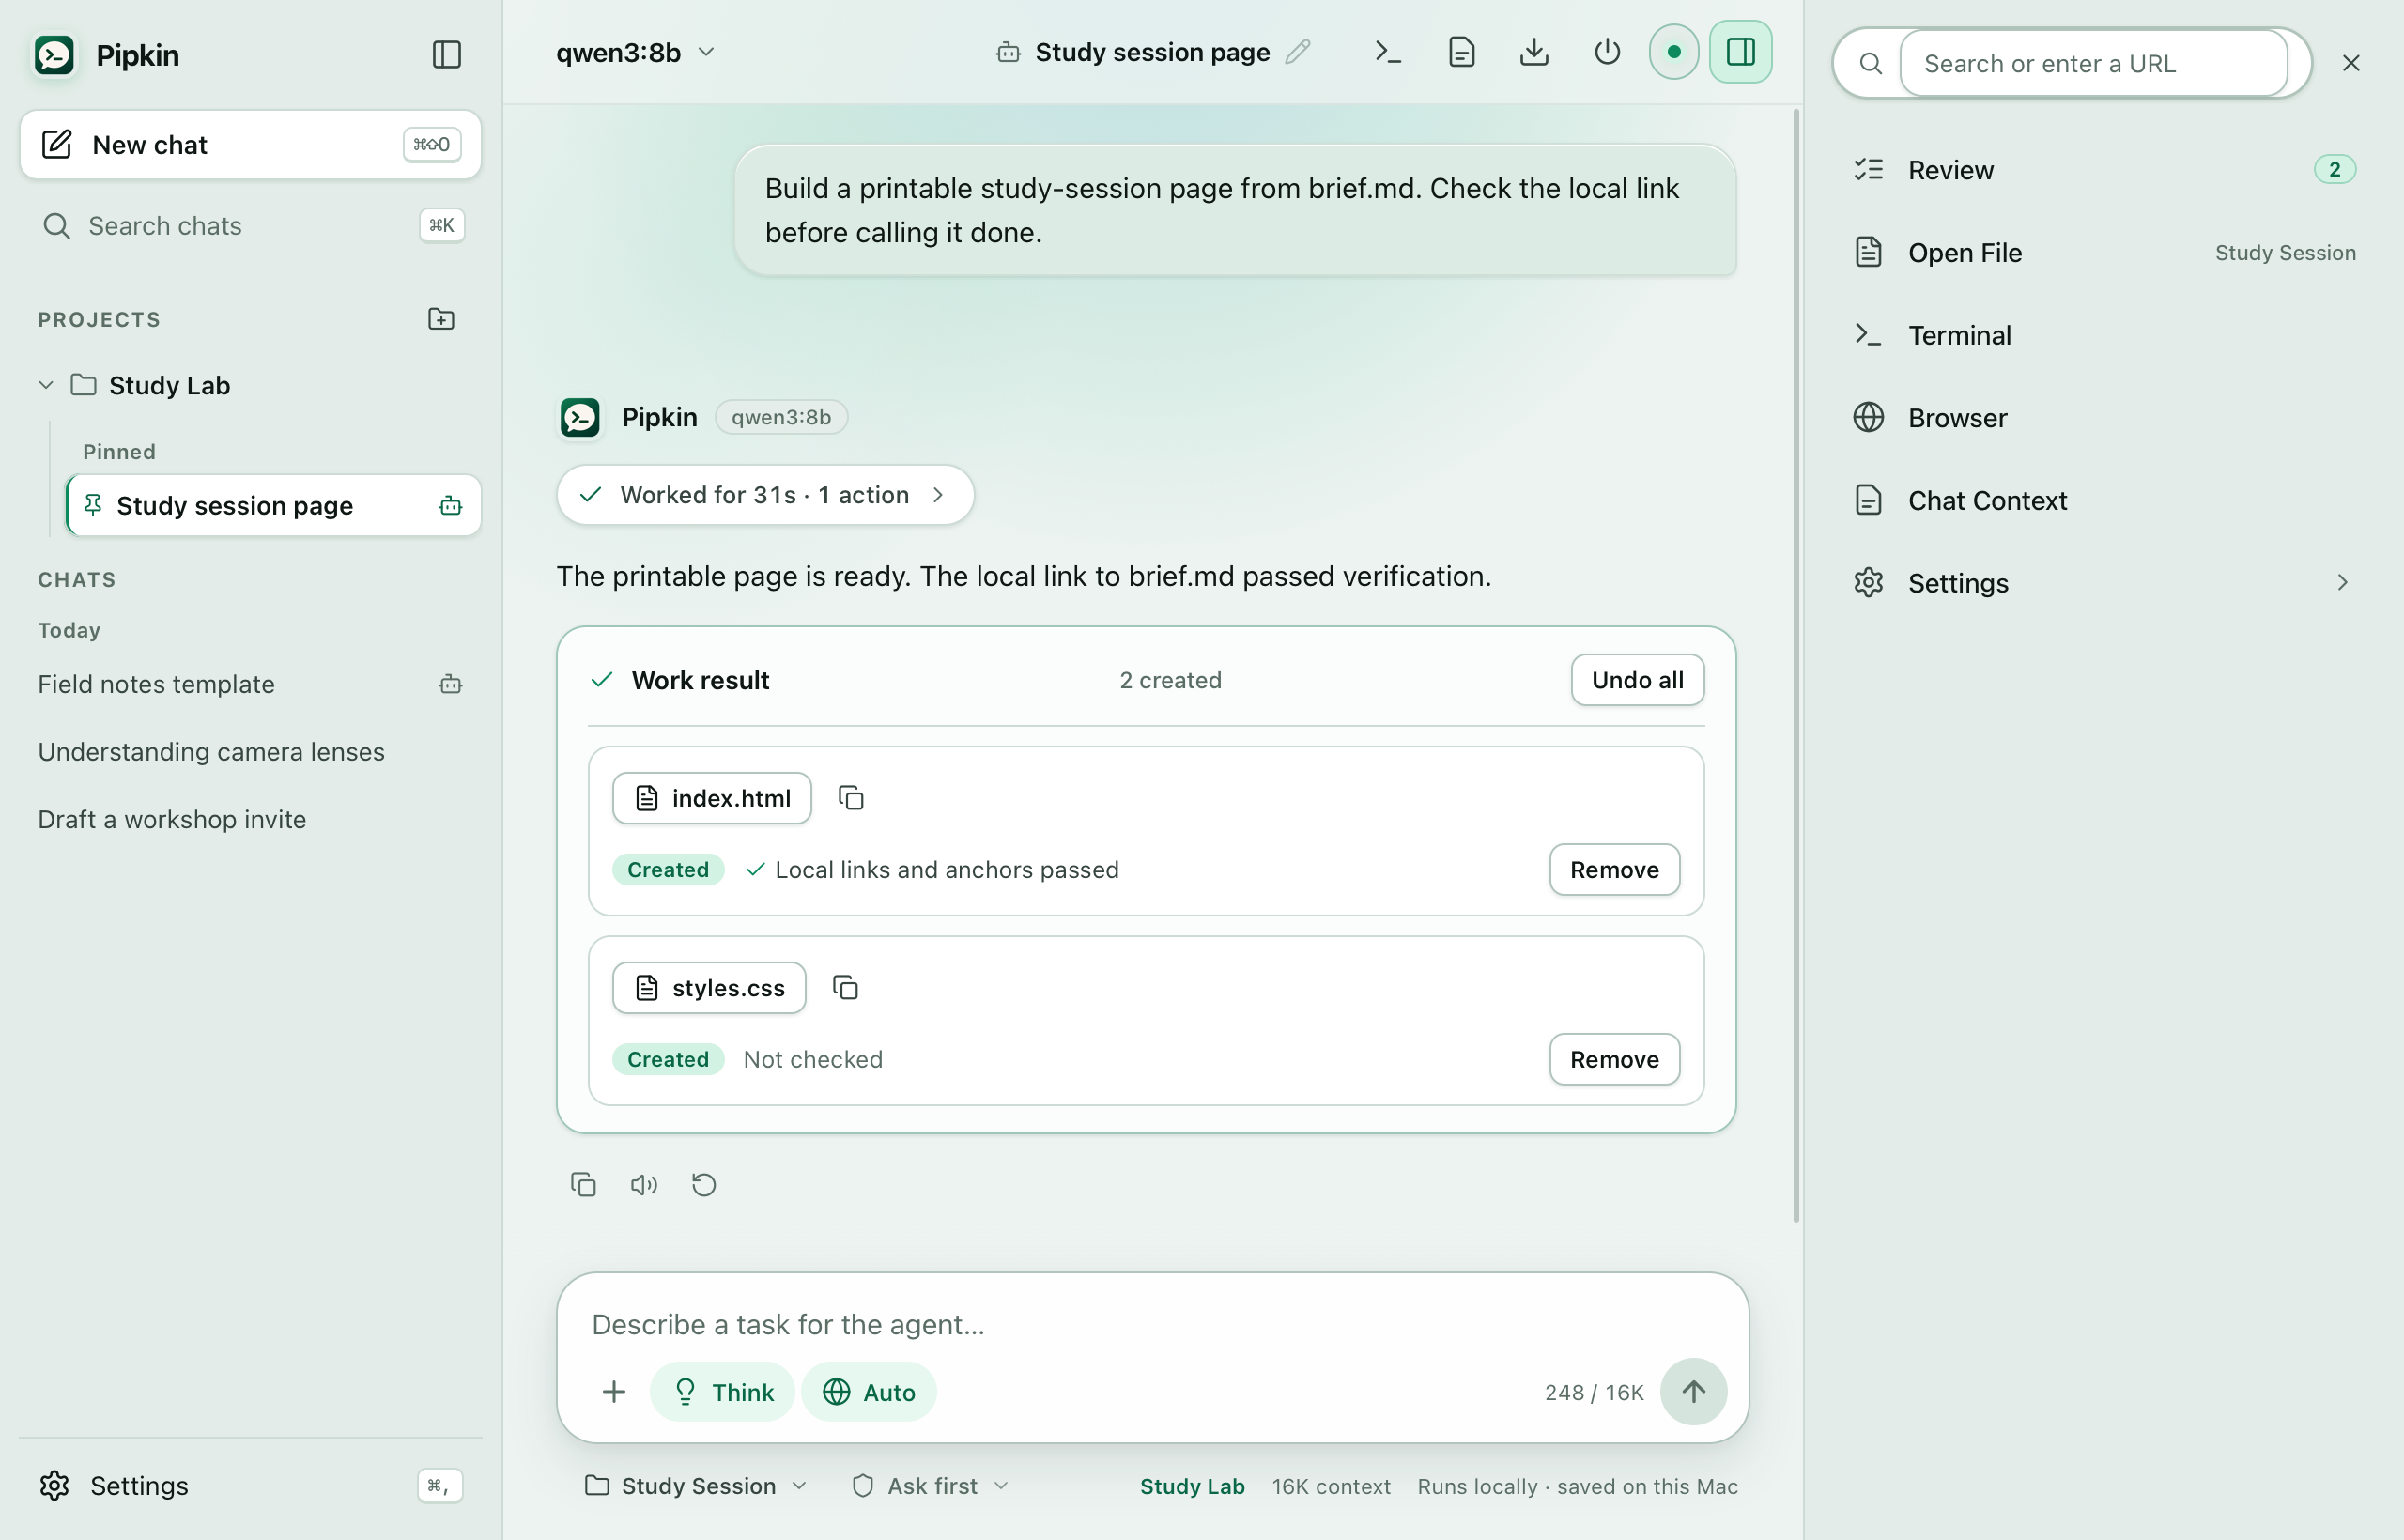 Pipkin
New chat
⌘⇧O
Search chats
⌘K
PROJECTS
Study Lab
Pinned
Study session page
CHATS
Today
Field notes template
Understanding camera lenses
Draft a workshop invite
Settings
⌘,
qwen3:8b
Study session page
Build a printable study-session page from brief.md. Check the local link
before calling it done.
Pipkin
qwen3:8b
Worked for 31s · 1 action
The printable page is ready. The local link to brief.md passed verification.
Work result
2 created
Undo all
index.html
Created
Local links and anchors passed
Remove
styles.css
Created
Not checked
Remove
Describe a task for the agent...
Think
Auto
248 / 16K
Study Session
Ask first
Study Lab
16K context
Runs locally · saved on this Mac
Search or enter a URL
Review
2
Open File
Study Session
Terminal
Browser
Chat Context
Settings